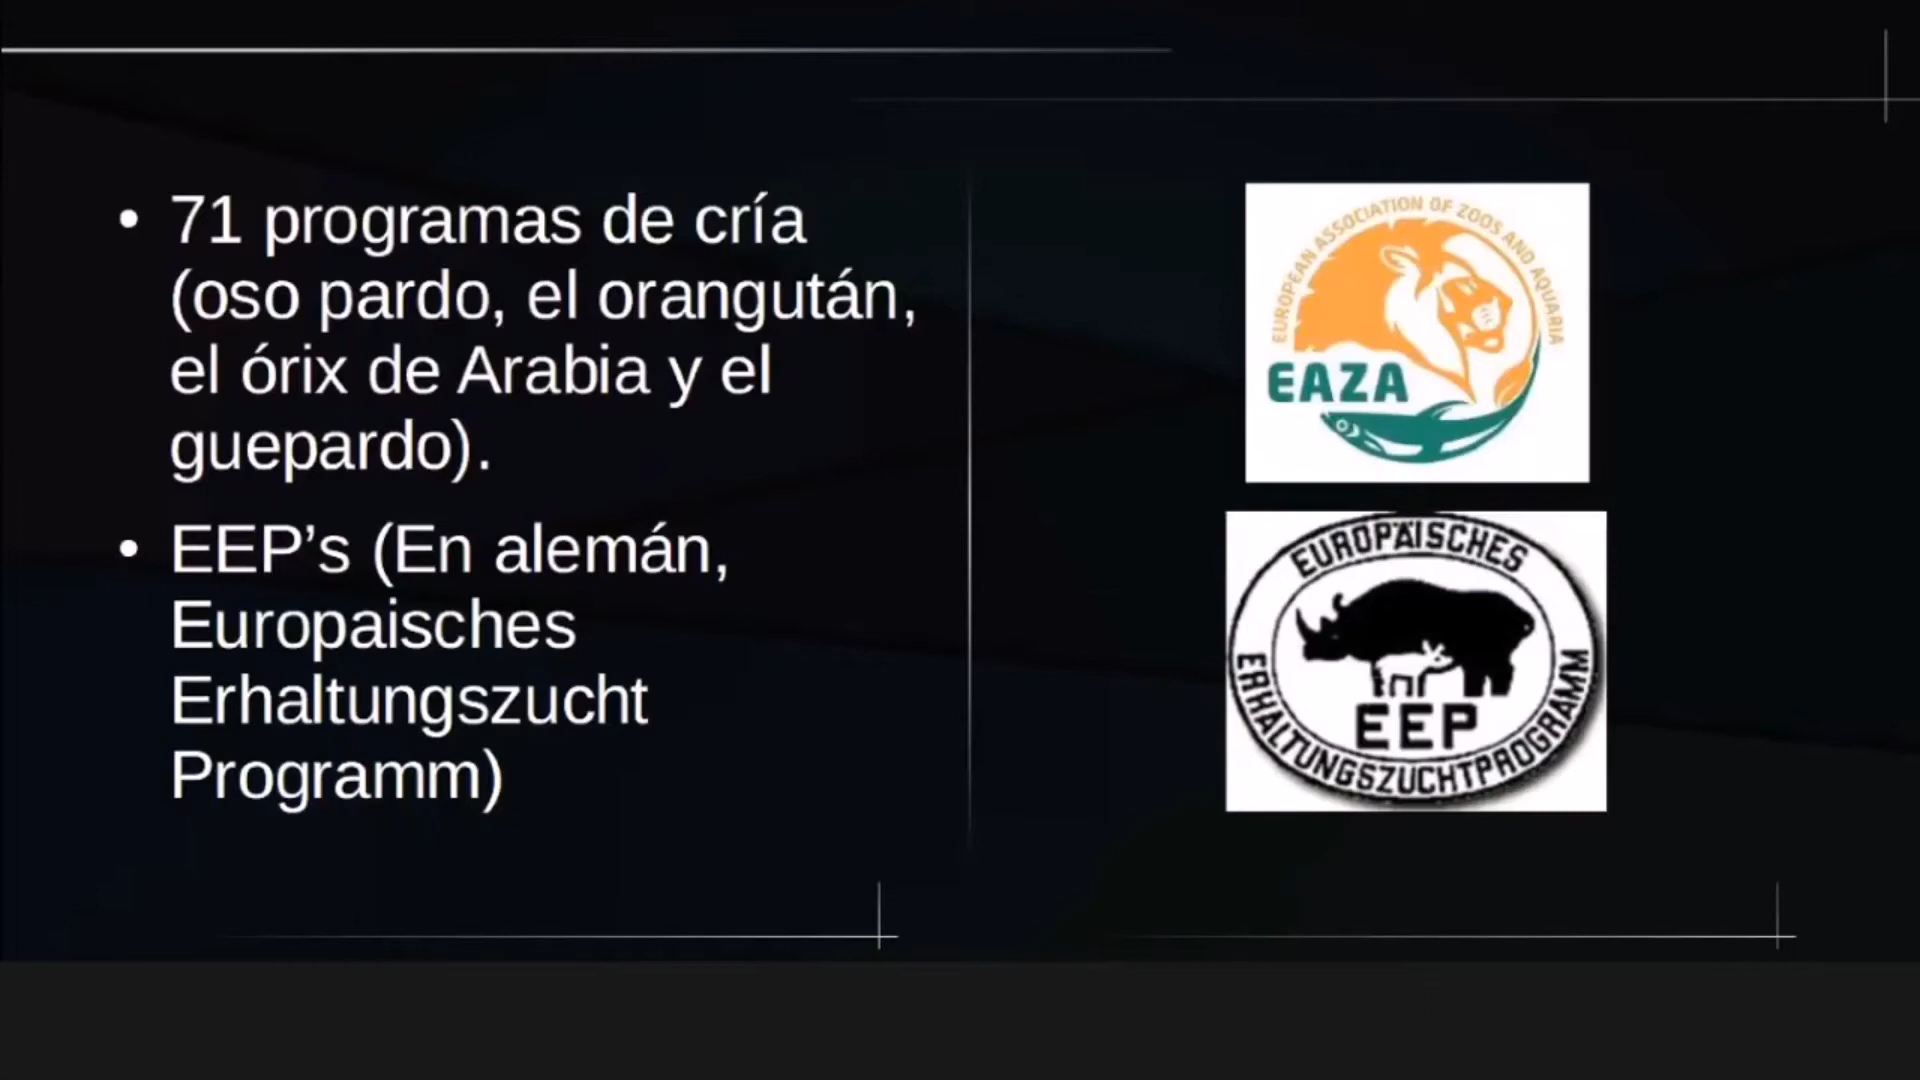 • 71 programas de cría
(oso pardo, el orangután,
el órix de Arabia y el
guepardo).
• EEP’s (En alemán,
Europaisches
Erhaltungszucht
Programm)
EUROPEAN ASSOCIATION OF ZOOS AND AQUARIA
EAZA
EUROPÄISCHES
EEP
ERHALTUNGSZUCHTPROGRAMM